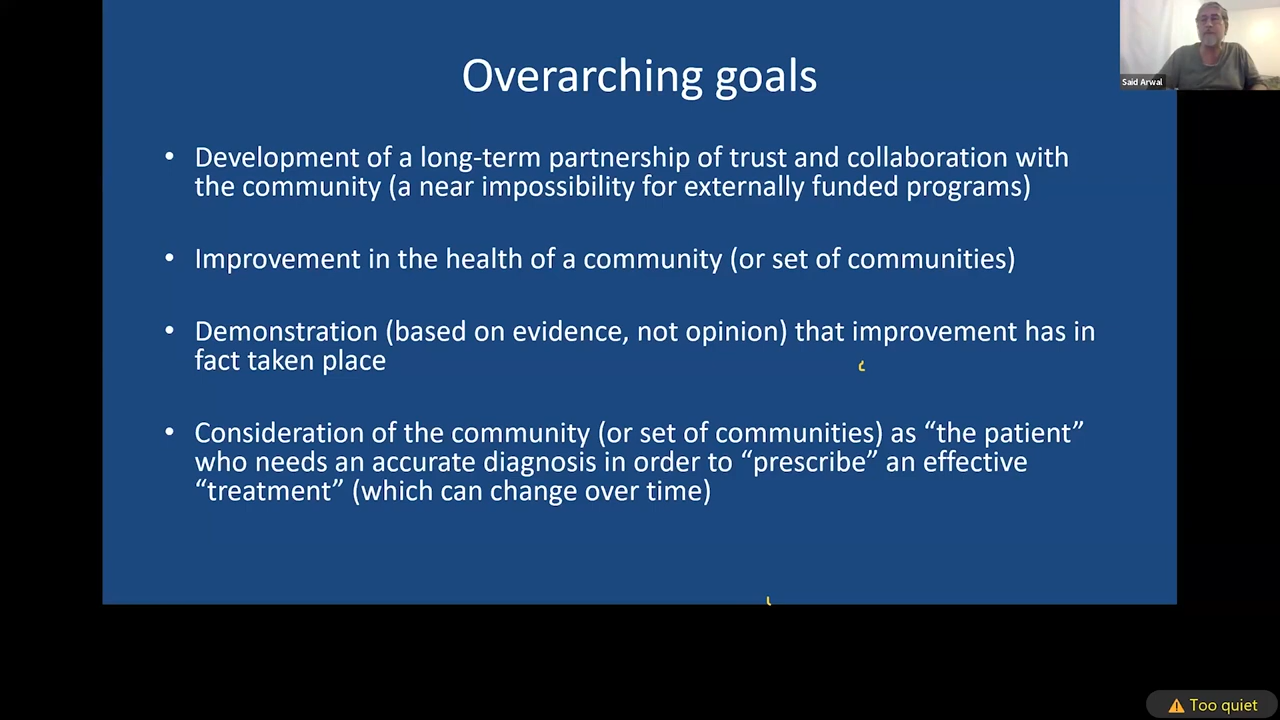 Overarching goals
Said Arwal
• Development of a long-term partnership of trust and collaboration with
the community (a near impossibility for externally funded programs)
• Improvement in the health of a community (or set of communities)
• Demonstration (based on evidence, not opinion) that improvement has in
fact taken place
• Consideration of the community (or set of communities) as “the patient”
who needs an accurate diagnosis in order to “prescribe” an effective
“treatment” (which can change over time)
Too quiet